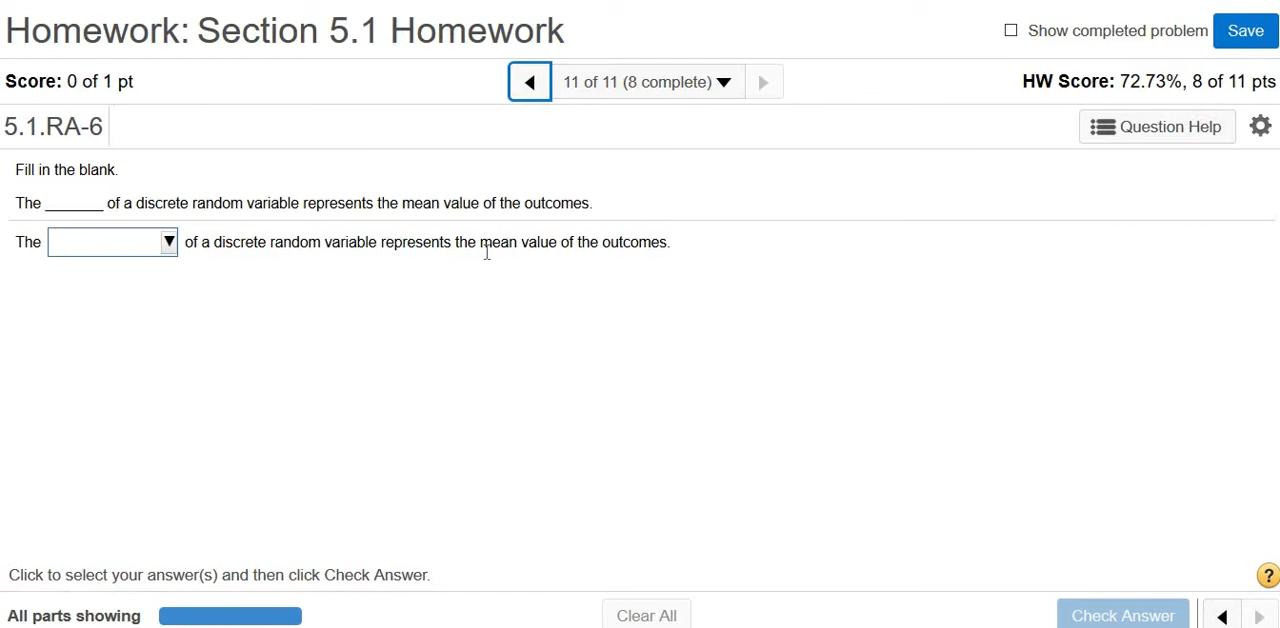 Homework: Section 5.1 Homework
Show completed problem
Save
Score: 0 of 1 pt
11 of 11 (8 complete)
HW Score: 72.73%, 8 of 11 pts
5.1.RA-6
Question Help
Fill in the blank.
The _______ of a discrete random variable represents the mean value of the outcomes.
The of a discrete random variable represents the mean value of the outcomes.
Click to select your answer(s) and then click Check Answer.
?
All parts showing
Clear All
Check Answer